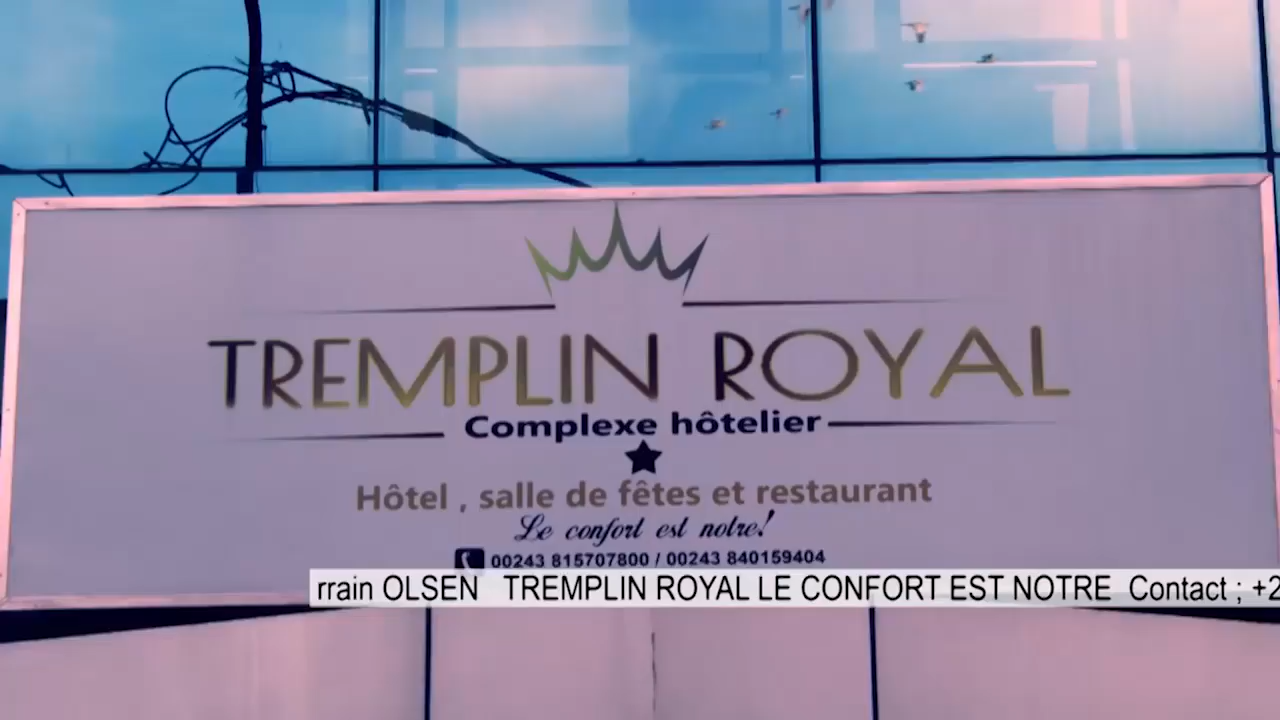 TREMPLIN ROYAL
Complexe hôtelier
Hôtel , salle de fêtes et restaurant
Le confort est notre!
00243 815707800 / 00243 840159404
rrain OLSEN TREMPLIN ROYAL LE CONFORT EST NOTRE Contact ; +2